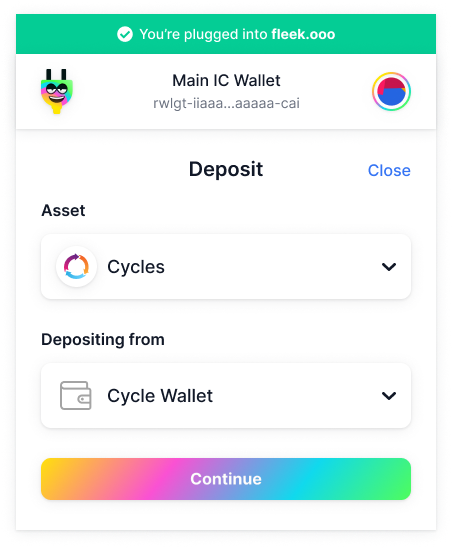 You're plugged into fleek.ooo
Main IC Wallet
rwlgt-iiaaa...aaaaa-cai
Deposit
Close
Asset
Cycles
Depositing from
Cycle Wallet
Continue